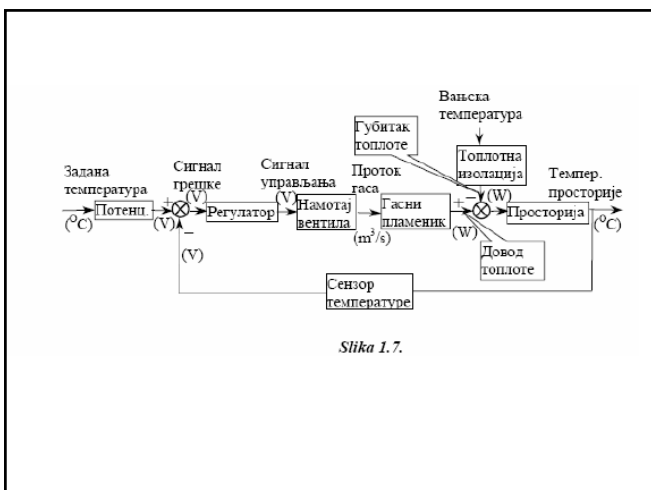 Вањска
температура
Губитак
топлоте
Топлотна
изолација
Задана
температура
Сигнал
грешке
Сигнал
управљања
Проток
гаса
Темпер.
просторије
(°C)
Потенц.
(V)
+
(V)
−
(V)
Регулатор
(V)
Намотај
вентила
(m³/s)
Гасни
пламеник
+
(W)
−
(W)
Просторија
(°C)
Довод
топлоте
Сензор
температуре
Slika 1.7.